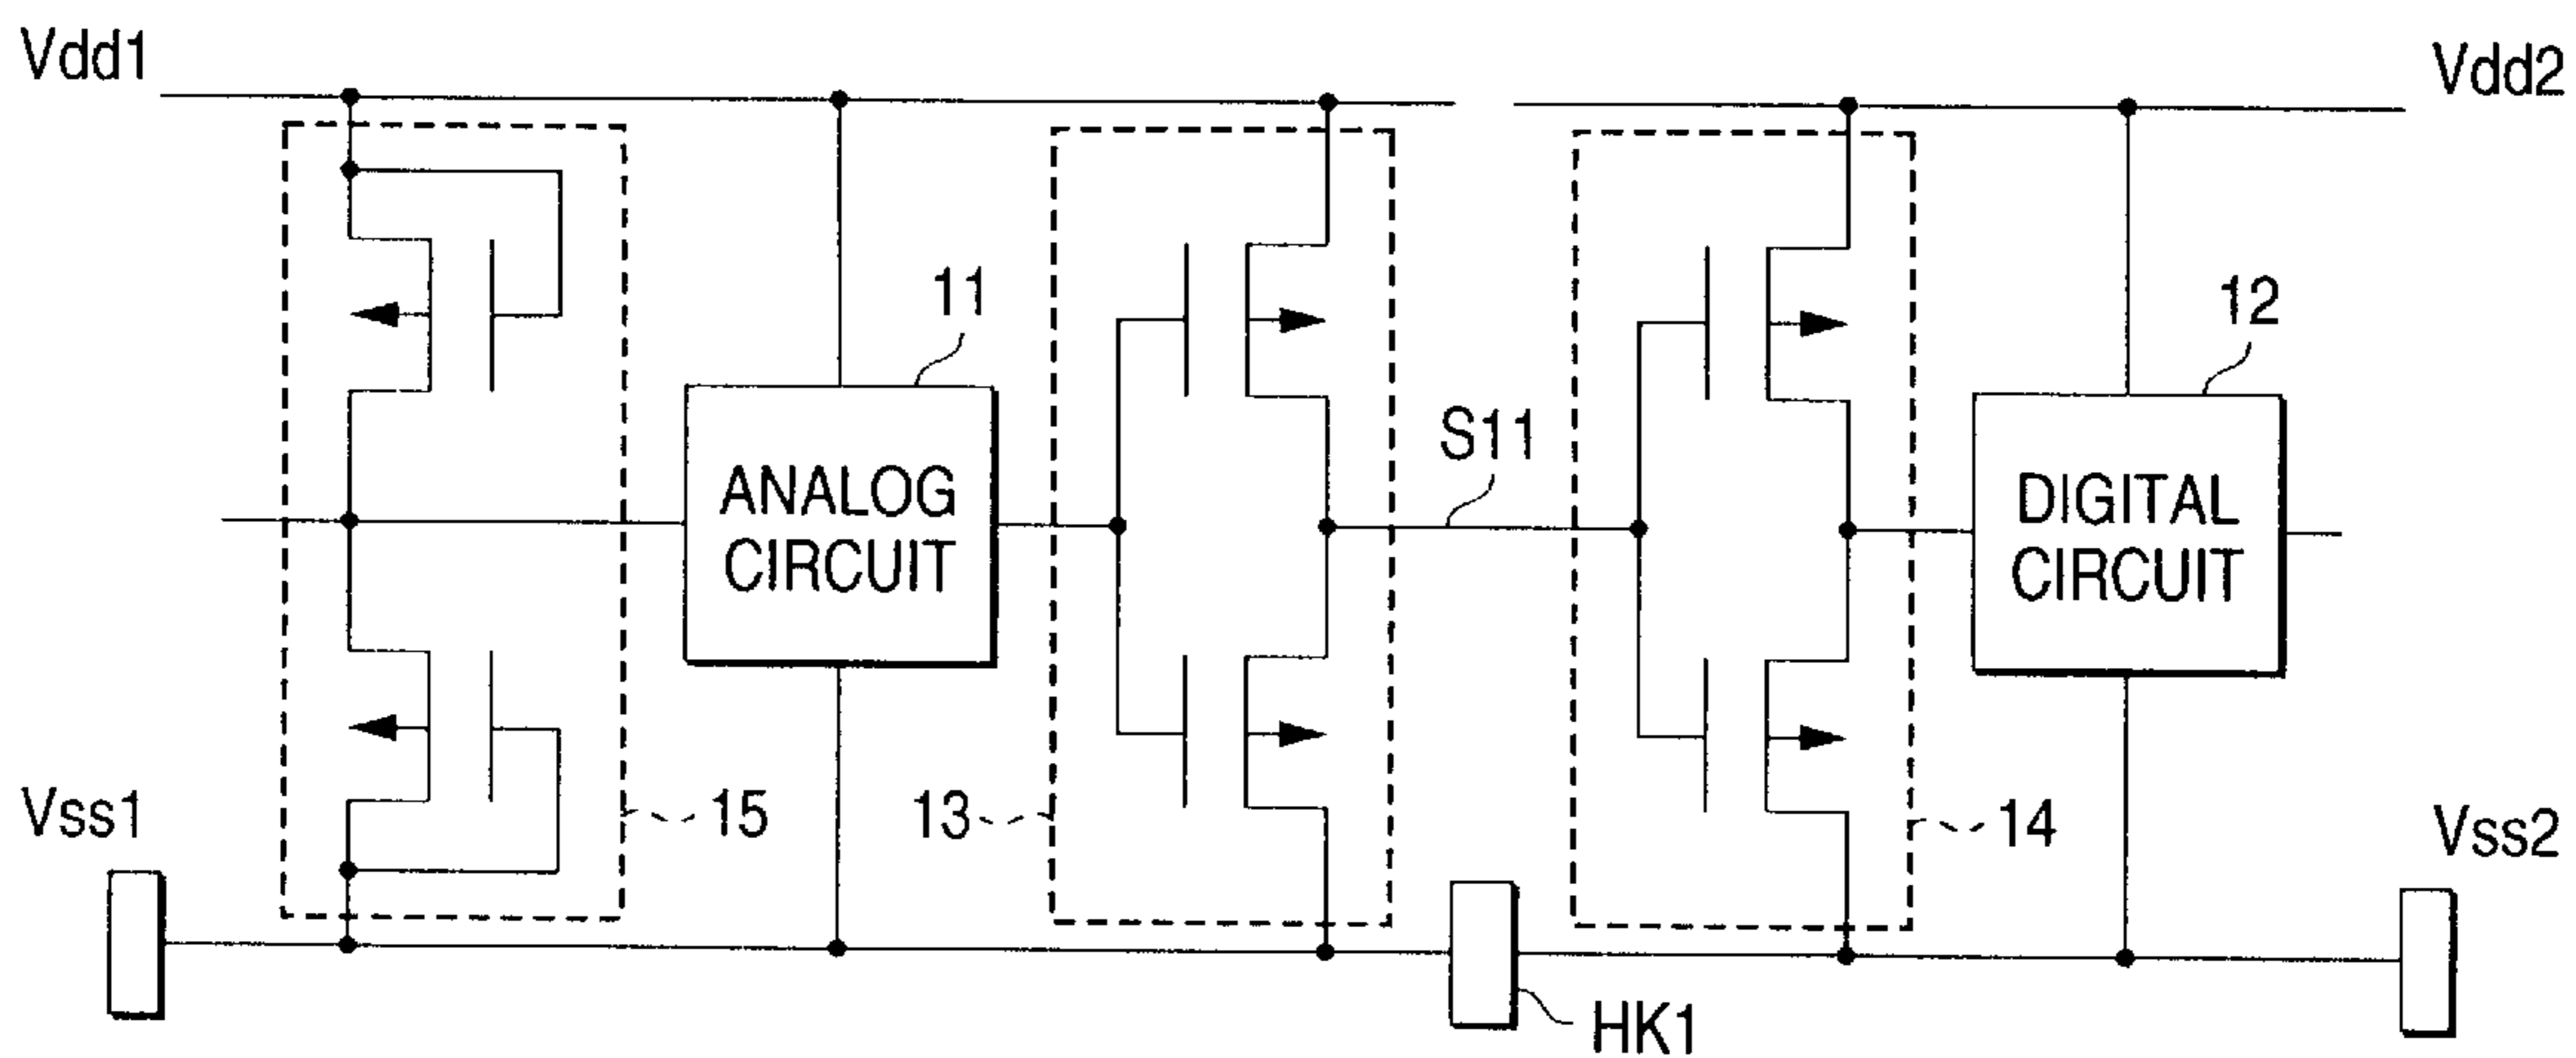 Vdd1
Vdd2
11
12
S11
ANALOG
CIRCUIT
DIGITAL
CIRCUIT
Vss1
15
13
14
Vss2
HK1